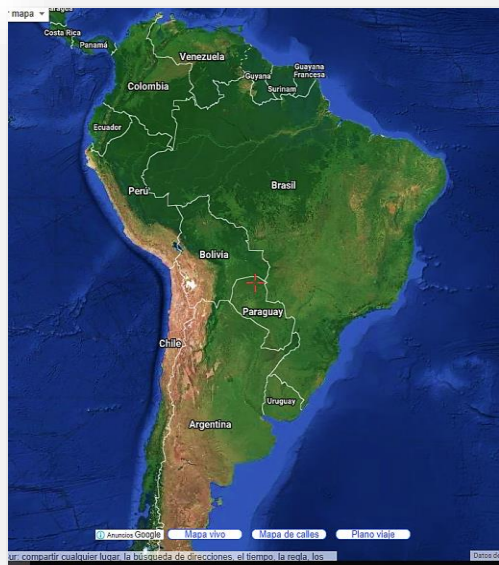 r mapa
Costa Rica
Panamá
Venezuela
Guyana
Guayana
Francesa
Surinam
Colombia
Ecuador
Perú
Brasil
Bolivia
Paraguay
Chile
Uruguay
Argentina
Anuncios Google
Mapa vivo
Mapa de calles
Plano viaje
ur: compartir cualquier lugar, la búsqueda de direcciones, el tiempo, la regla, los
Datos d